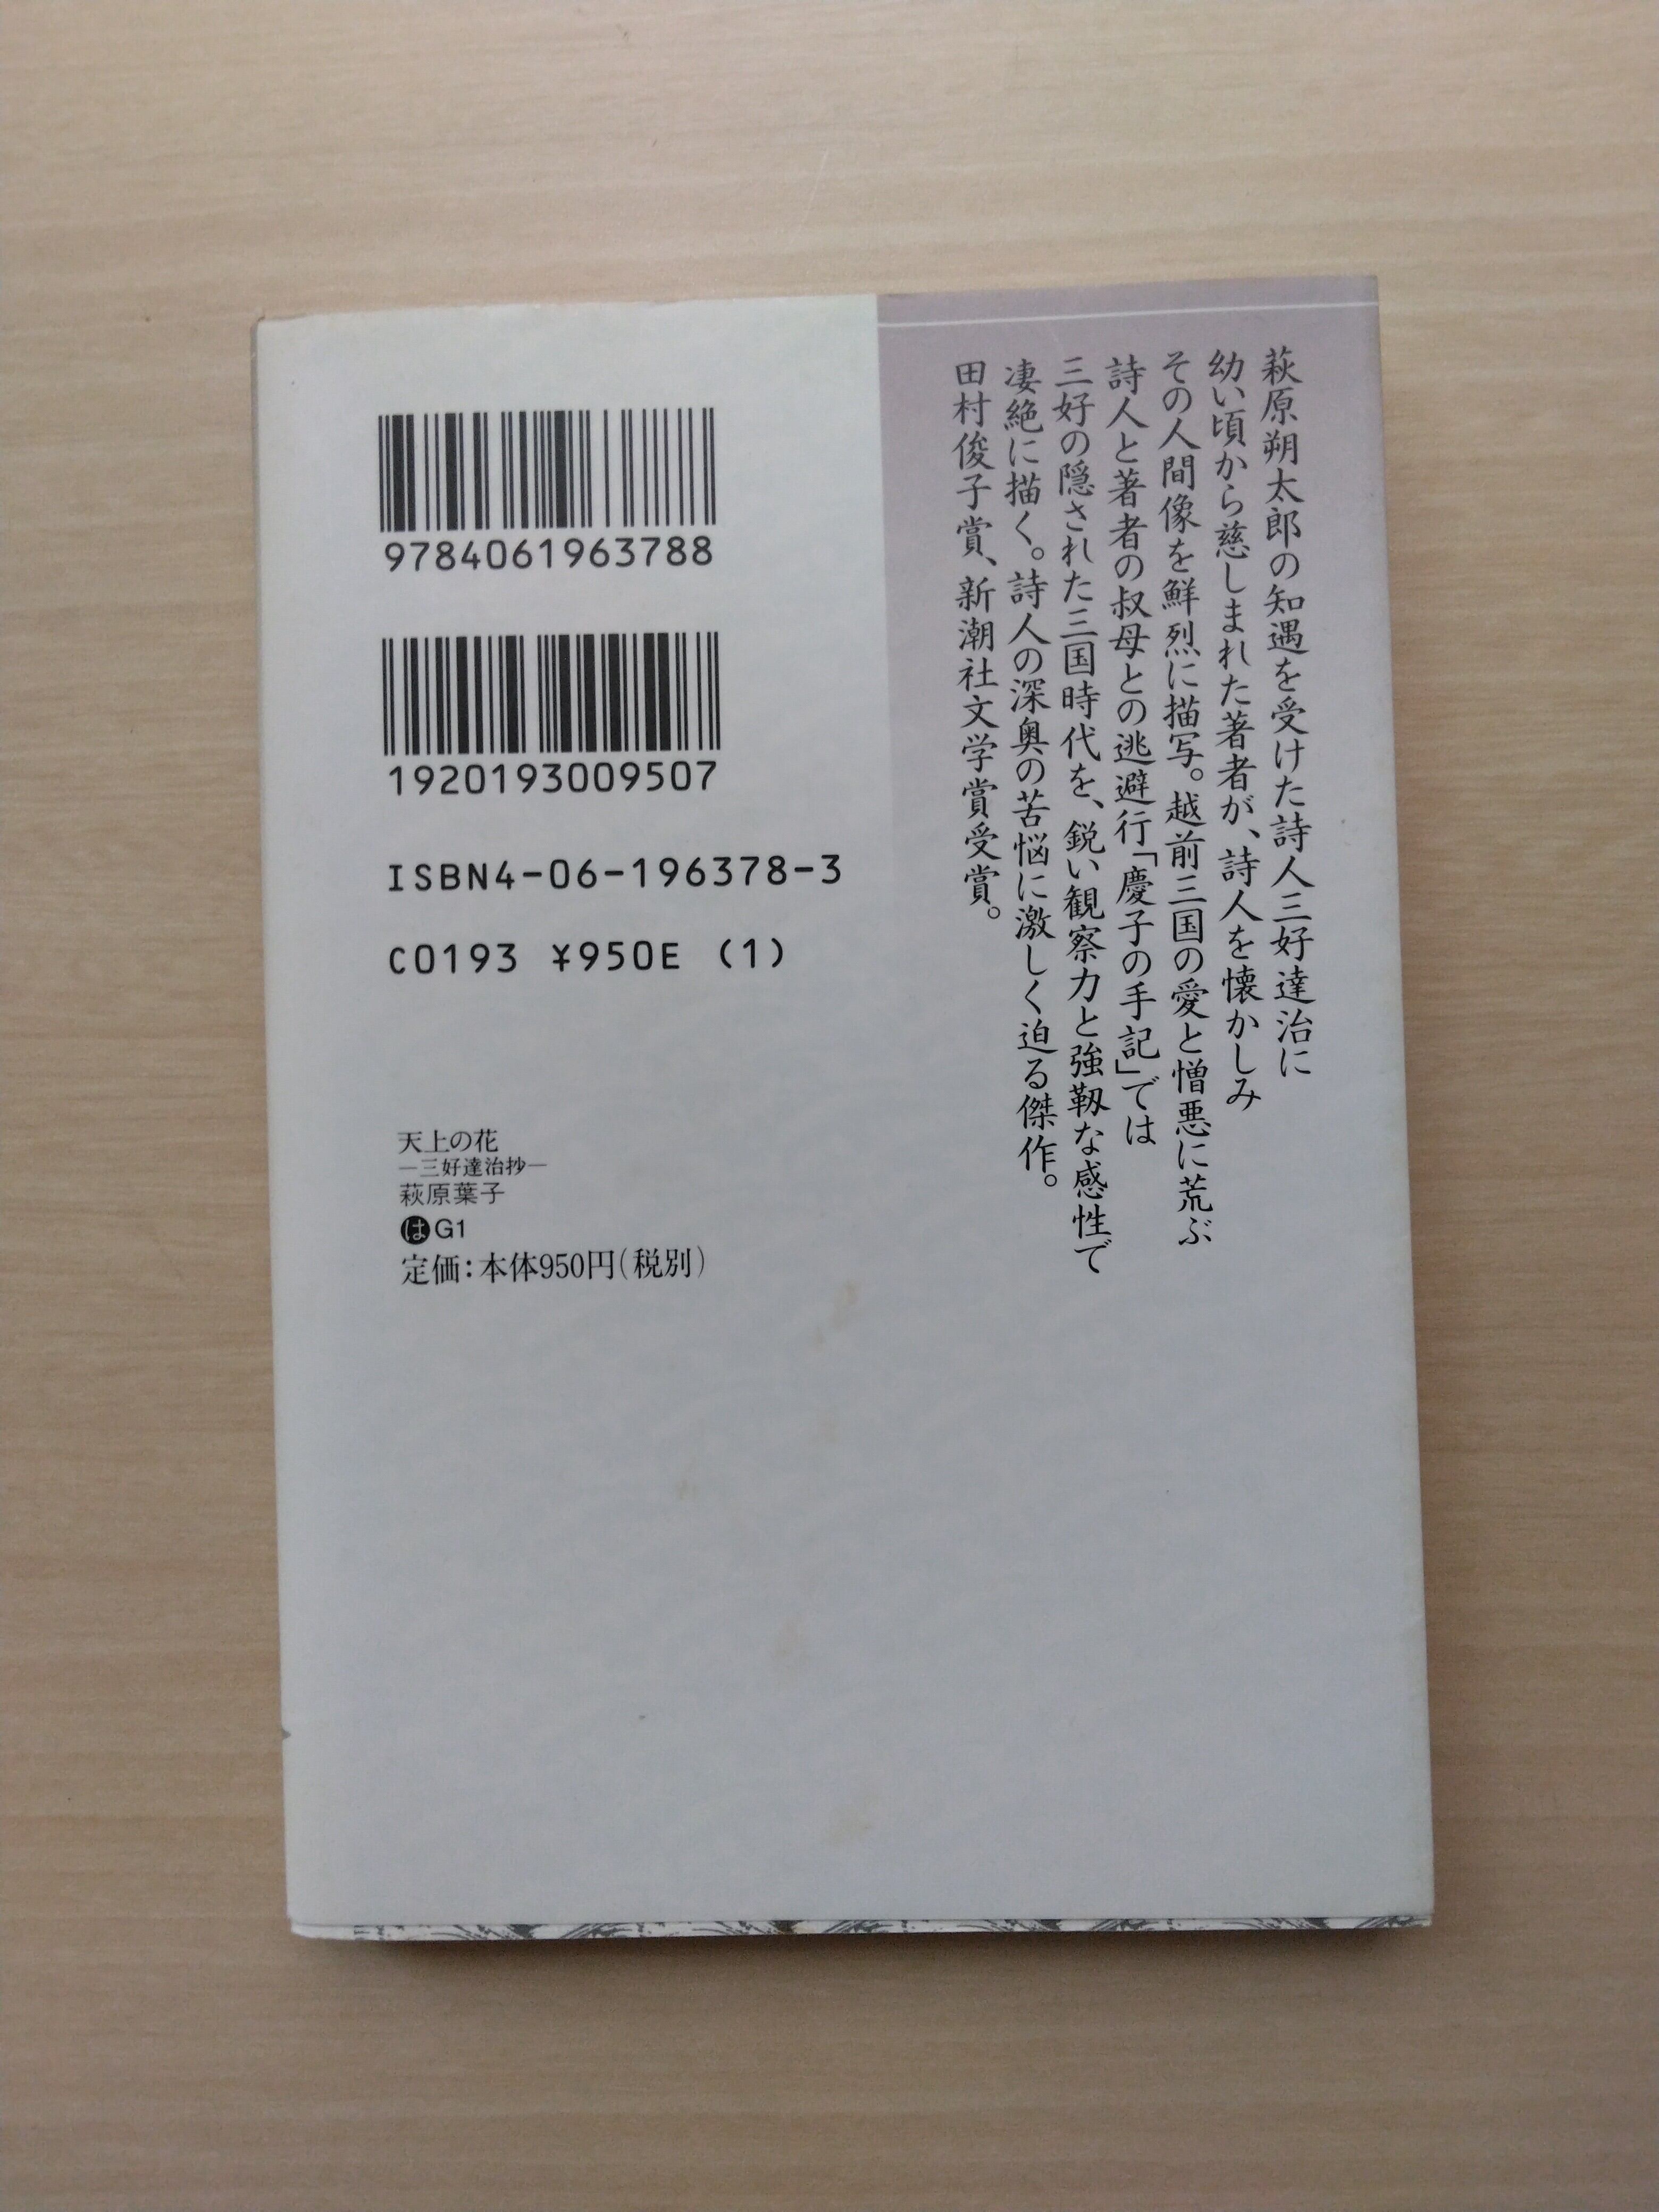 萩原朔太郎の知遇を受けた詩人三好達治に
幼い頃から慈しまれた著者が、詩人を懐かしみ
その人間像を鮮烈に描写。越前三国の愛と憎悪に荒ぶ
詩人と著者の叔母との逃避行「慶子の手記」では
三好の隠された三国時代を、鋭い観察力と強靱な感性で
凄絶に描く。詩人の深奥の苦悩に激しく迫る傑作。
田村俊子賞、新潮社文学賞受賞。
9784061963788
1920193009507
ISBN4-06-196378-3
C0193 ¥950E (1)
天上の花
―三好達治抄―
萩原葉子
は G1
定価：本体950円（税別）